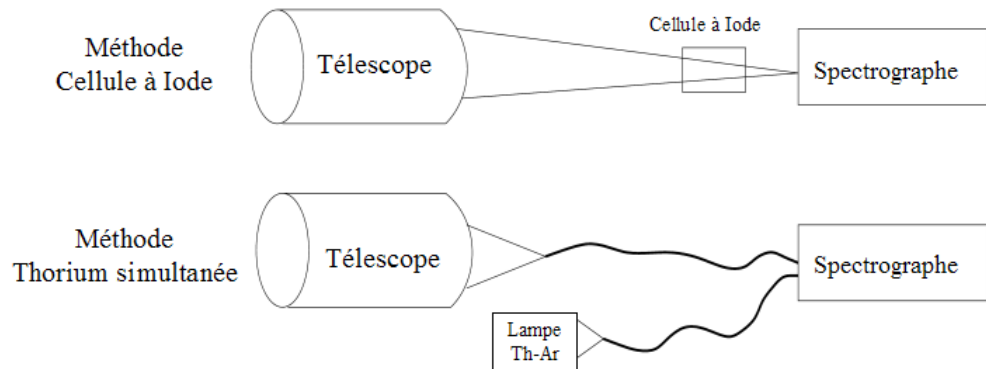 Méthode
Cellule à Iode
Télescope
Cellule à Iode
Spectrographe
Méthode
Thorium simultanée
Télescope
Spectrographe
Lampe
Th-Ar